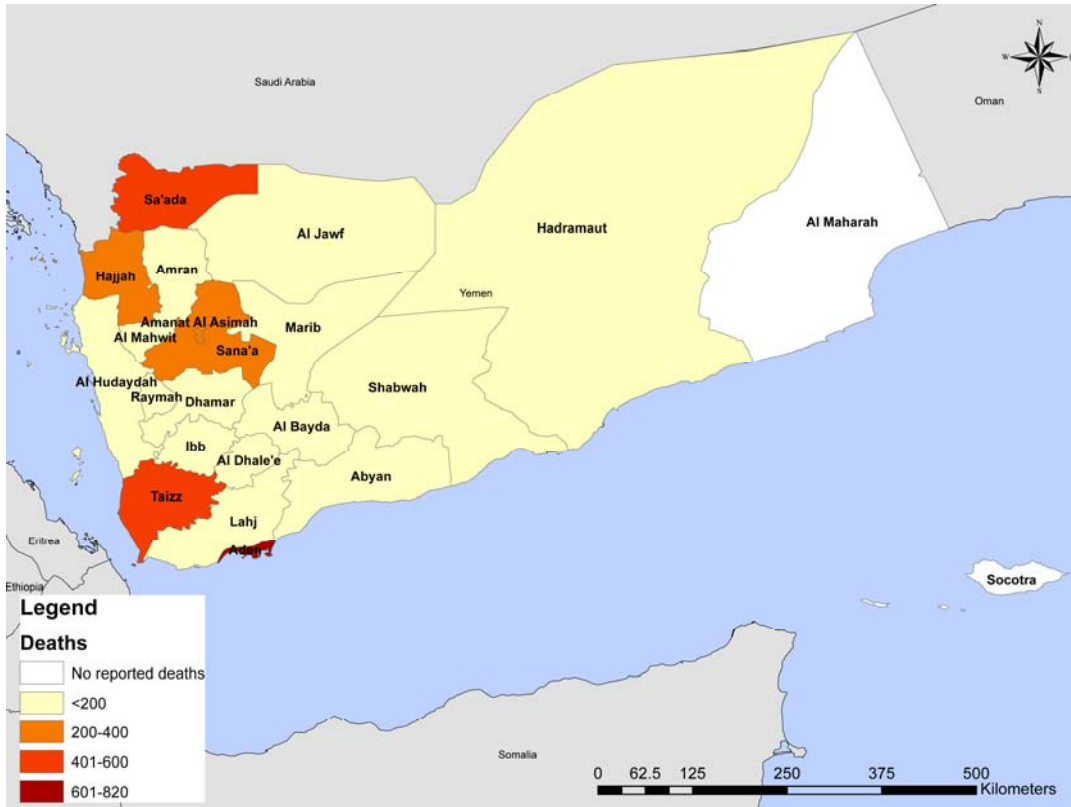 N
S
Saudi Arabia
Oman
Sa'ada
Al Jawf
Hadramaut
Al Maharah
Hajjah
Amran
Yemen
Amanat Al Asimah
Marib
Al Mahwit
Sana'a
Al Hudaydah
Shabwah
Raymah
Dhamar
Al Bayda
Ibb
Al Dhale'e
Abyan
Taizz
Lahj
Aden
Eritrea
Ethiopia
Socotra
Somalia
Legend
Deaths
No reported deaths
<200
200-400
401-600
601-820
0 62.5 125 250 375 500
Kilometers